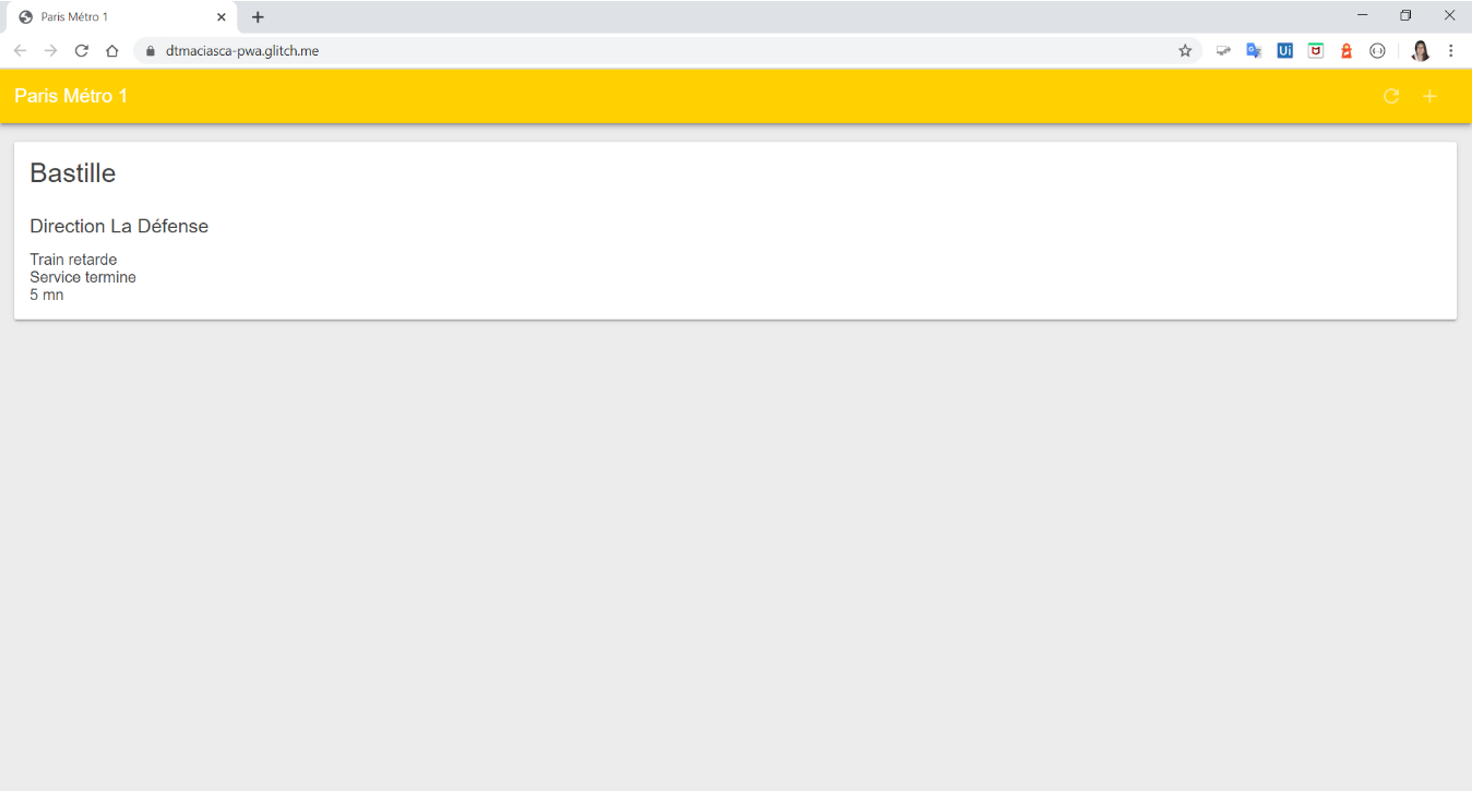 Paris Métro 1
dtmaciasca-pwa.glitch.me
Ui
Paris Métro 1
Bastille
Direction La Défense
Train retarde
Service termine
5 mn